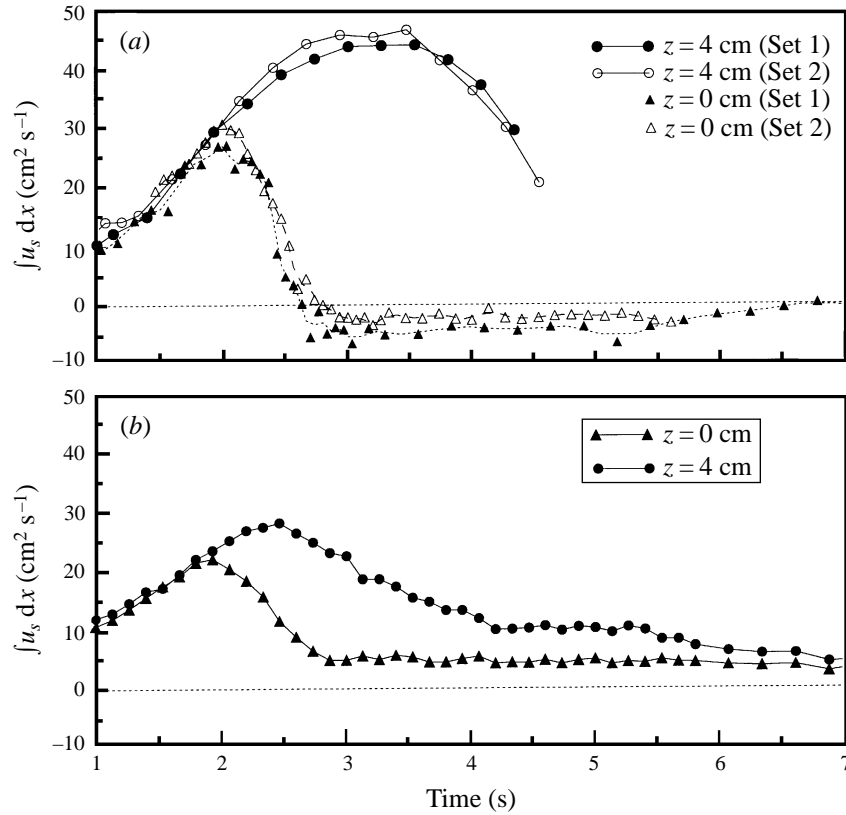 50
40
30
20
10
0
–10
∫uₛ dx (cm² s⁻¹)
(a)
z = 4 cm (Set 1)
z = 4 cm (Set 2)
z = 0 cm (Set 1)
z = 0 cm (Set 2)
50
40
30
20
10
0
–10
∫uₛ dx (cm² s⁻¹)
(b)
z = 0 cm
z = 4 cm
1 2 3 4 5 6 7
Time (s)